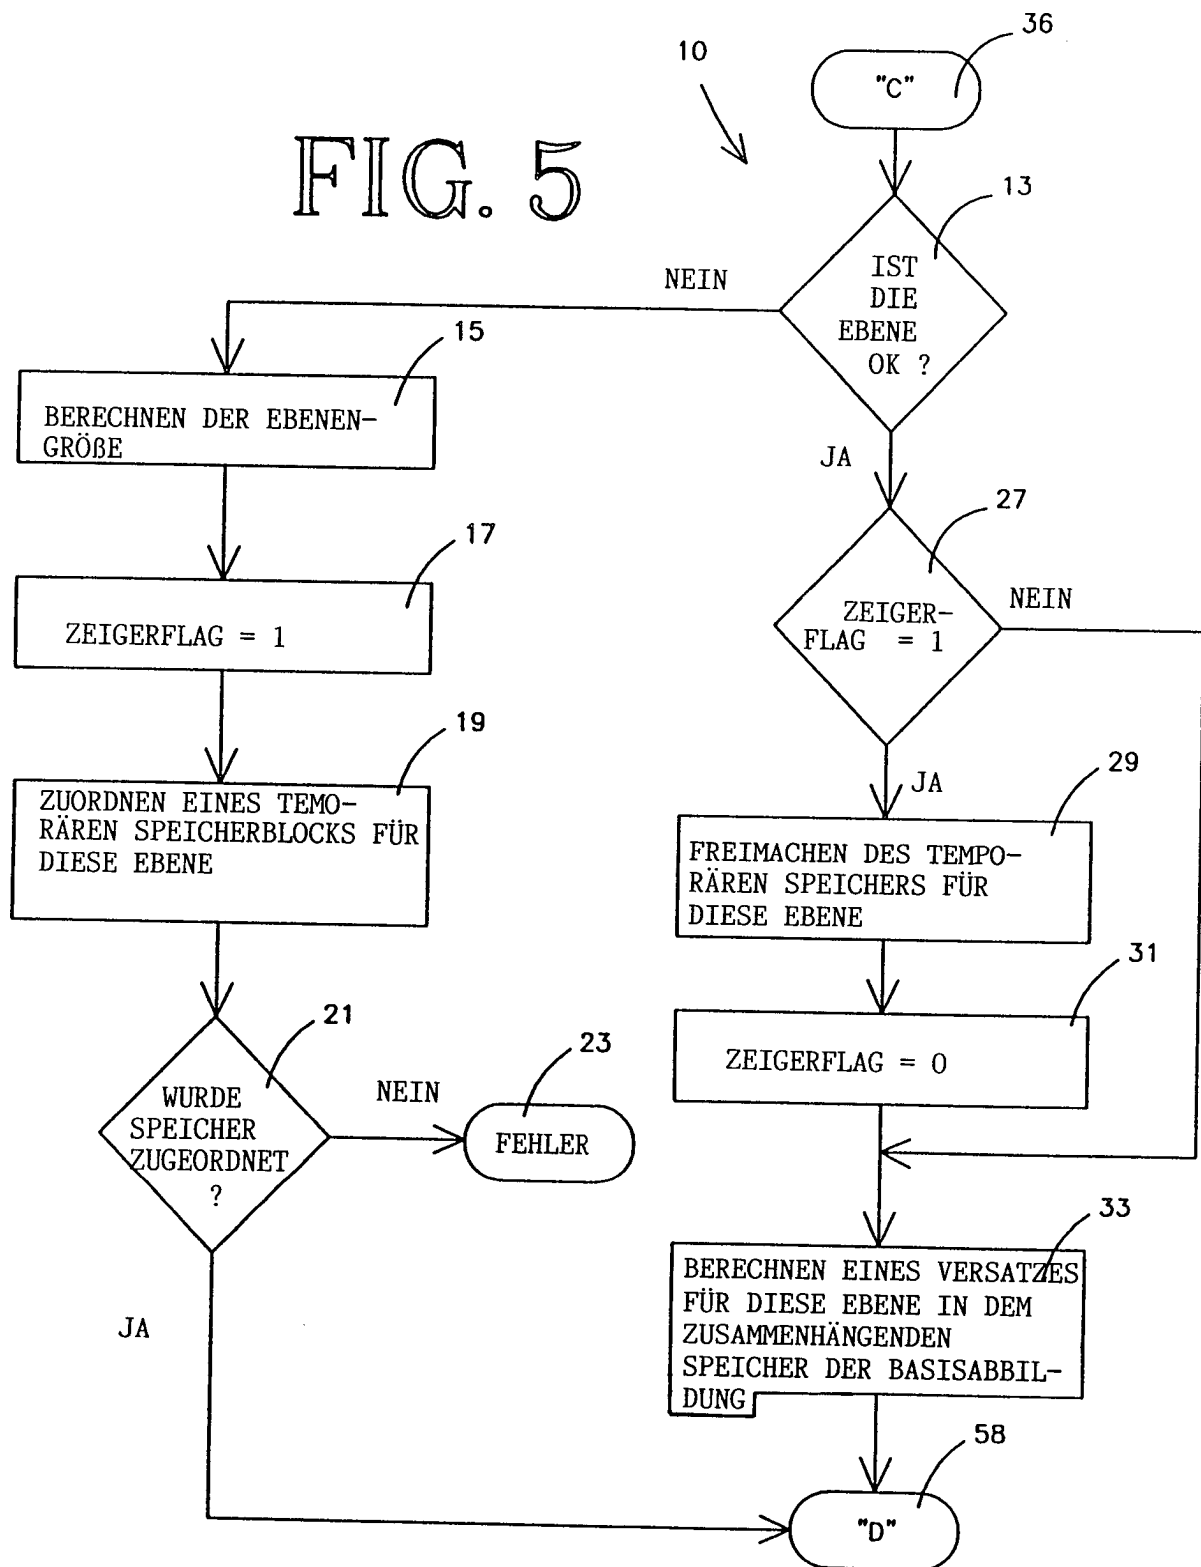 36
10
"C"
FIG. 5
13
IST
DIE
EBENE
OK ?
NEIN
15
BERECHNEN DER EBENEN-
GRÖßE
JA
27
17
ZEIGERFLAG = 1
ZEIGER-
FLAG = 1
NEIN
19
ZUORDNEN EINES TEMO-
RÄREN SPEICHERBLOCKS FÜR
DIESE EBENE
JA
29
FREIMACHEN DES TEMPO-
RÄREN SPEICHERS FÜR
DIESE EBENE
31
ZEIGERFLAG = 0
21
WURDE
SPEICHER
ZUGEORDNET
?
NEIN
23
FEHLER
33
BERECHNEN EINES VERSATZES
FÜR DIESE EBENE IN DEM
ZUSAMMENHÄNGENDEN
SPEICHER DER BASISABBIL-
DUNG
JA
58
"D"